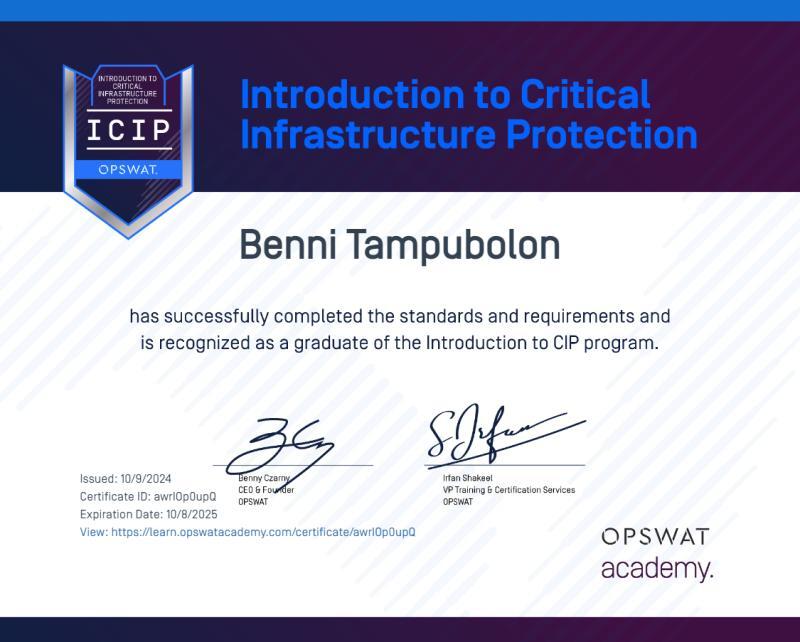 INTRODUCTION TO
CRITICAL
INFRASTRUCTURE
PROTECTION
ICIP
OPSWAT.
Introduction to Critical
Infrastructure Protection
Benni Tampubolon
has successfully completed the standards and requirements and
is recognized as a graduate of the Introduction to CIP program.
Benny Czarny
CEO & Founder
OPSWAT
Irfan Shakeel
VP Training & Certification Services
OPSWAT
Issued: 10/9/2024
Certificate ID: awrIOp0upQ
Expiration Date: 10/8/2025
View: https://learn.opswatacademy.com/certificate/awrIOp0upQ
OPSWAT
academy.